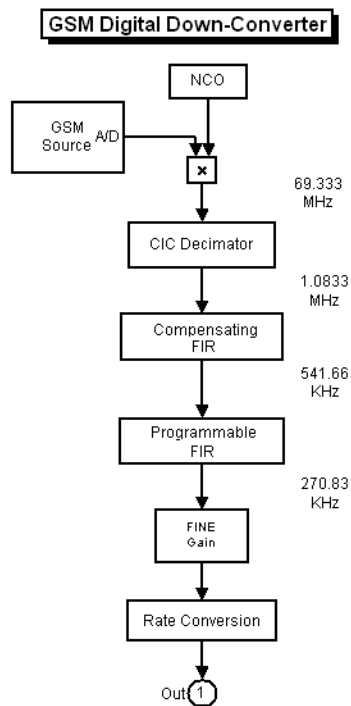 GSM Digital Down-Converter
NCO
GSM
Source
A/D
×
69.333
MHz
CIC Decimator
1.0833
MHz
Compensating
FIR
541.66
KHz
Programmable
FIR
270.83
KHz
FINE
Gain
Rate Conversion
Out 1